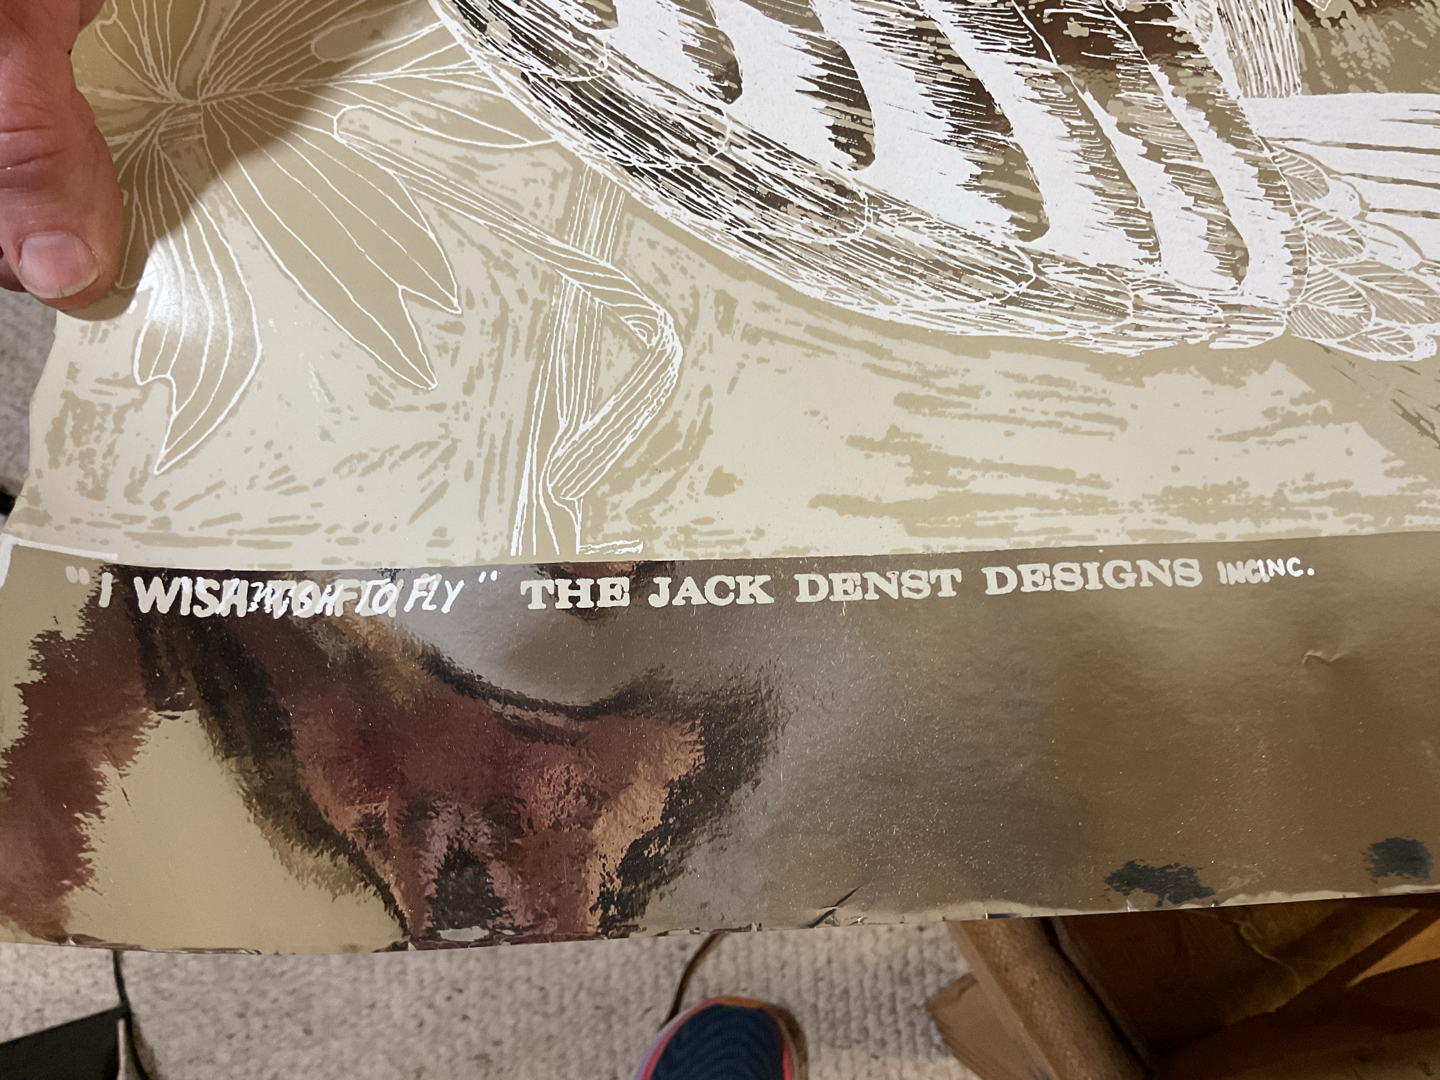 "I WISH TO FLY" THE JACK DENST DESIGNS INC.